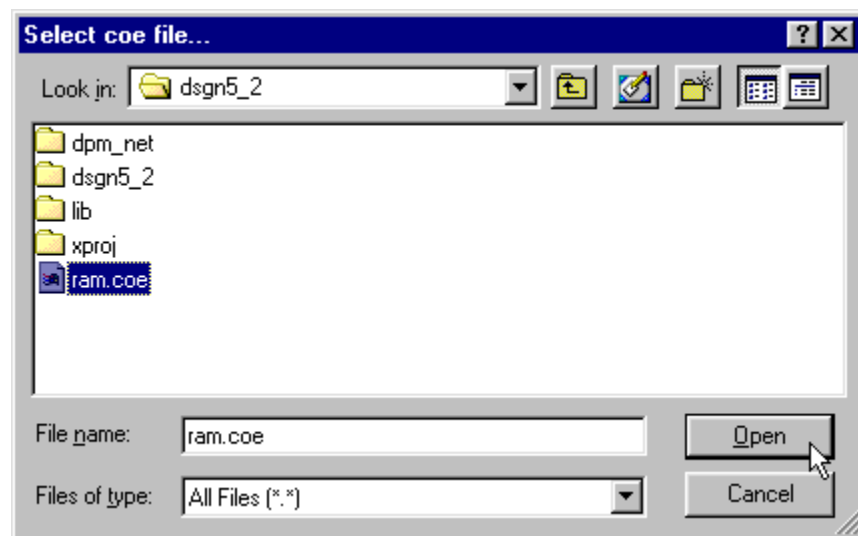 Select coe file...
Look in: dsgn5_2
dpm_net
dsgn5_2
lib
xproj
ram.coe
File name: ram.coe Open
Files of type: All Files (*.*) Cancel